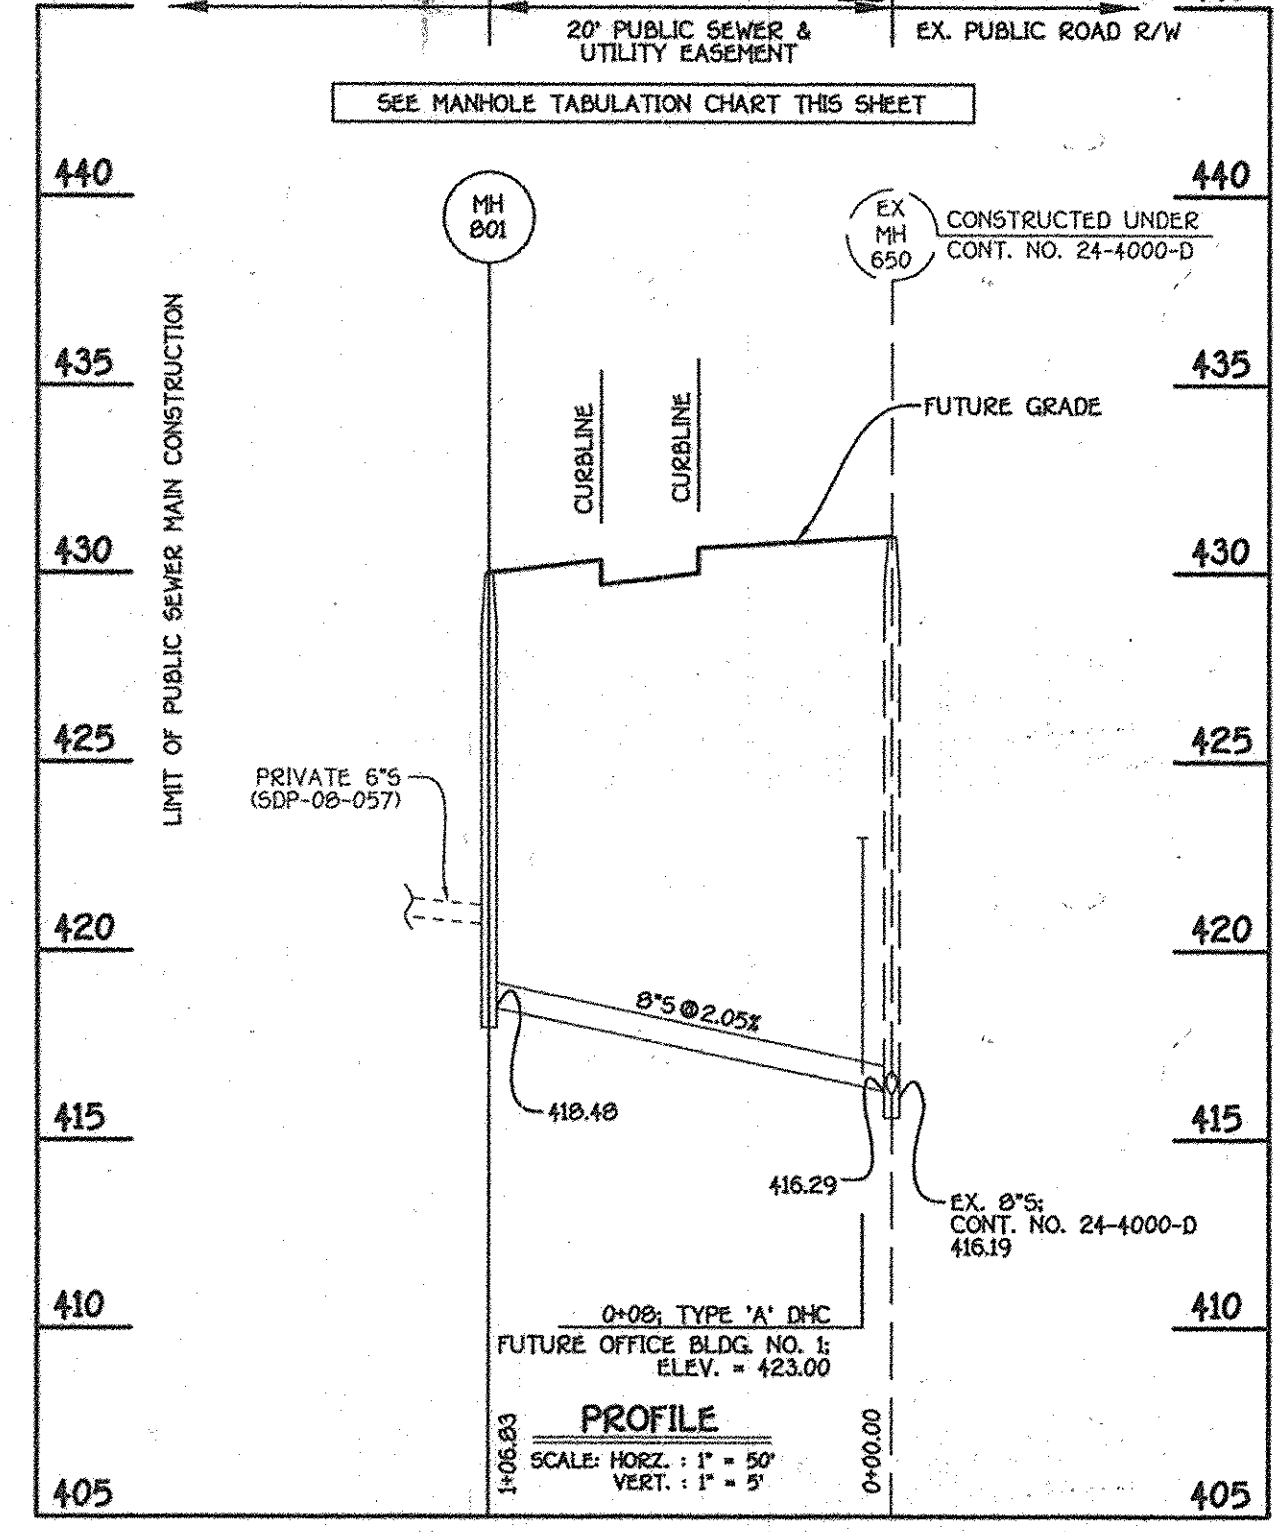 20' PUBLIC SEWER &
UTILITY EASEMENT
EX. PUBLIC ROAD R/W
SEE MANHOLE TABULATION CHART THIS SHEET
440
MH
801
EX
MH
650
CONSTRUCTED UNDER
CONT. NO. 24-4000-D
440
LIMIT OF PUBLIC SEWER MAIN CONSTRUCTION
435
CURBLINE
CURBLINE
435
FUTURE GRADE
430
430
425
425
PRIVATE 6"S
(SDP-08-057)
420
420
8"S @ 2.05%
418.48
415
415
416.29
EX. 8"S;
CONT. NO. 24-4000-D
416.19
410
410
0+08; TYPE 'A' DHC
FUTURE OFFICE BLDG. NO. 1;
ELEV. = 423.00
1+06.83
PROFILE
SCALE: HORZ. : 1" = 50'
VERT. : 1" = 5'
0+00.00
405
405